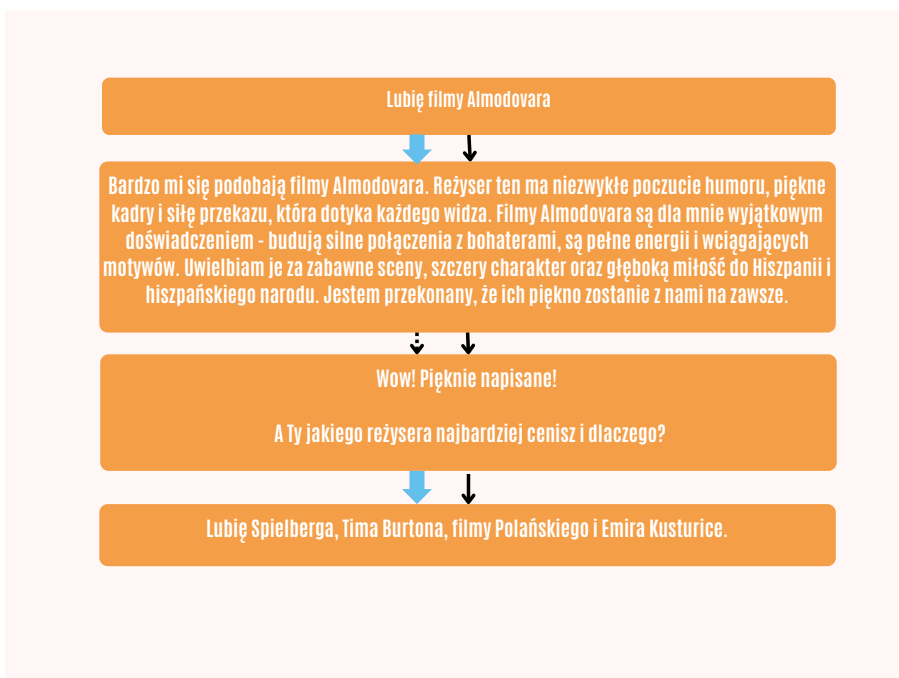 Lubię filmy Almodovara
Bardzo mi się podobają filmy Almodovara. Reżyser ten ma niezwykłe poczucie humoru, piękne
kadry i siłę przekazu, która dotyka każdego widza. Filmy Almodovara są dla mnie wyjątkowym
doświadczeniem - budują silne połączenia z bohaterami, są pełne energii i wciągających
motywów. Uwielbiam je za zabawne sceny, szczery charakter oraz głęboką miłość do Hiszpanii i
hiszpańskiego narodu. Jestem przekonany, że ich piękno zostanie z nami na zawsze.
Wow! Pięknie napisane!
A Ty jakiego reżysera najbardziej cenisz i dlaczego?
Lubię Spielberga, Tima Burtona, filmy Polańskiego i Emira Kusturice.